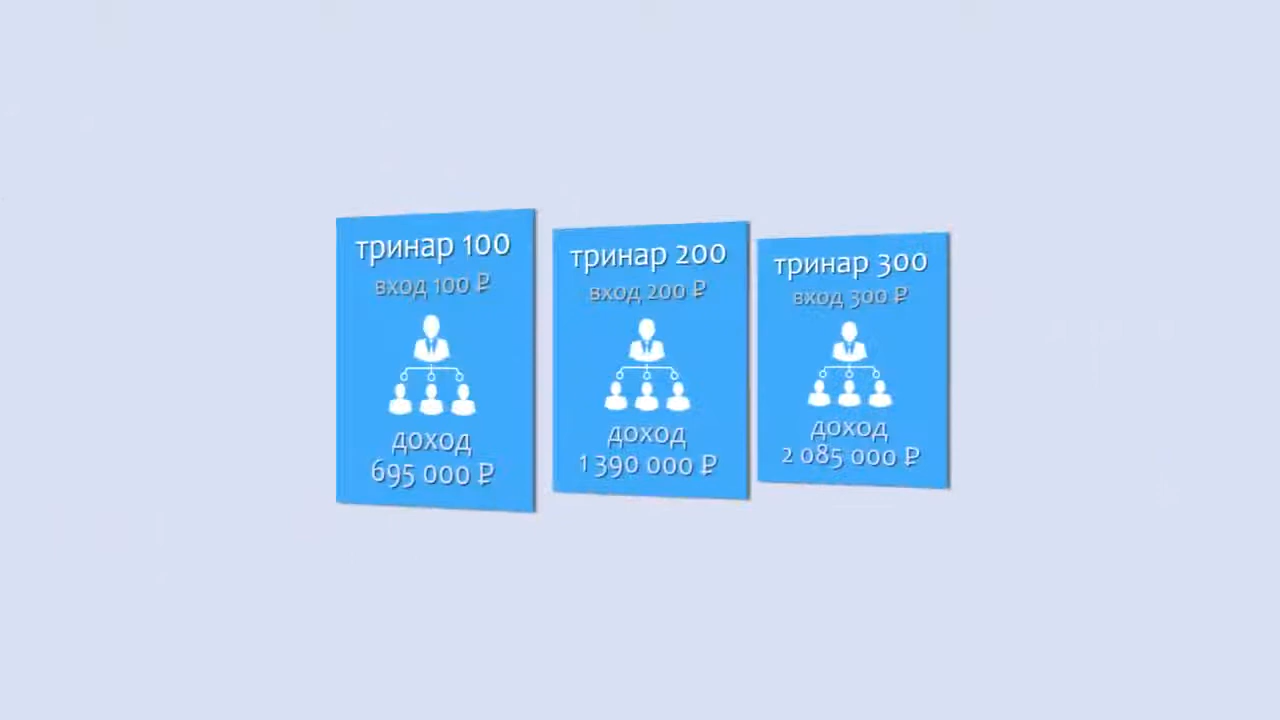 тринар 100
вход 100 ₽
доход
695 000 ₽
тринар 200
вход 200 ₽
доход
1 390 000 ₽
тринар 300
вход 300 ₽
доход
2 085 000 ₽